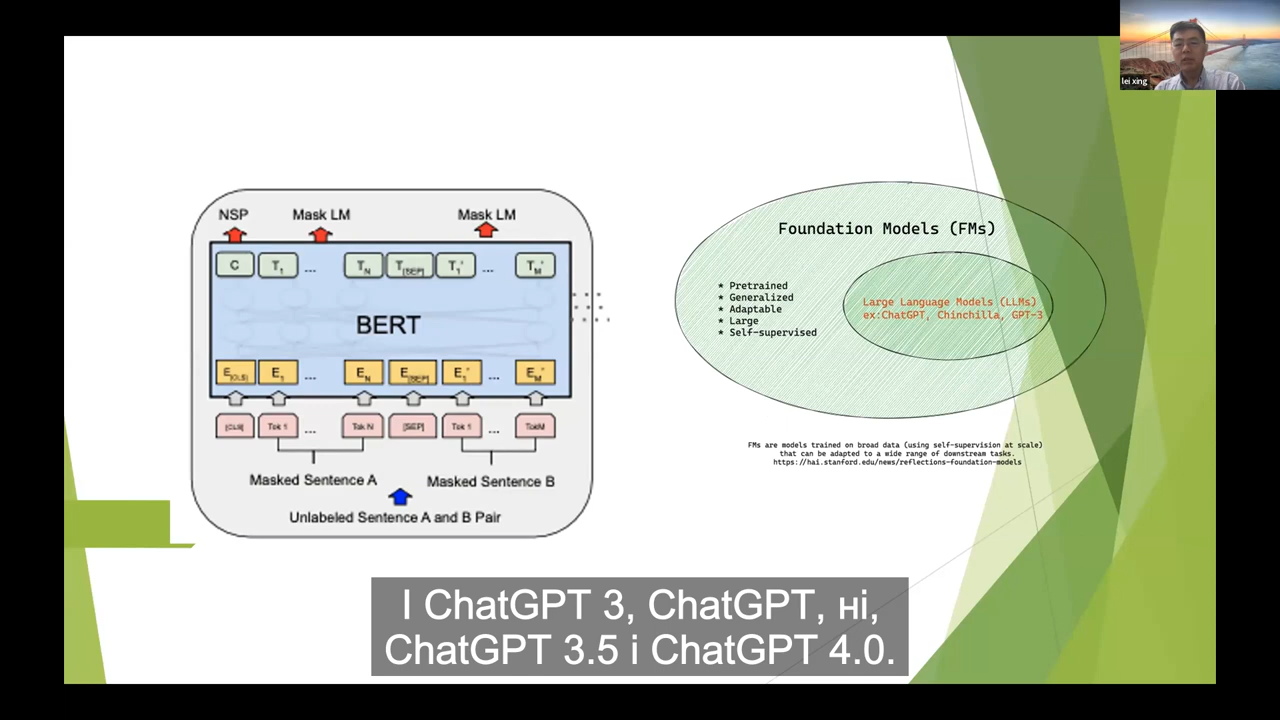 lei xing
NSP
Mask LM
Mask LM
C
T1
...
TN
T[SEP]
T1'
...
TM'
BERT
E[CLS]
E1
...
EN
E[SEP]
E1'
...
EM'
[CLS]
Tok 1
...
Tok N
[SEP]
Tok 1
...
TokM
Masked Sentence A
Masked Sentence B
Unlabeled Sentence A and B Pair
Foundation Models (FMs)
* Pretrained
* Generalized
* Adaptable
* Large
* Self-supervised
Large Language Models (LLMs)
ex:ChatGPT, Chinchilla, GPT-3
FMs are models trained on broad data (using self-supervision at scale)
that can be adapted to a wide range of downstream tasks.
https://hai.stanford.edu/news/reflections-foundation-models
І ChatGPT 3, ChatGPT, ні,
ChatGPT 3.5 і ChatGPT 4.0.